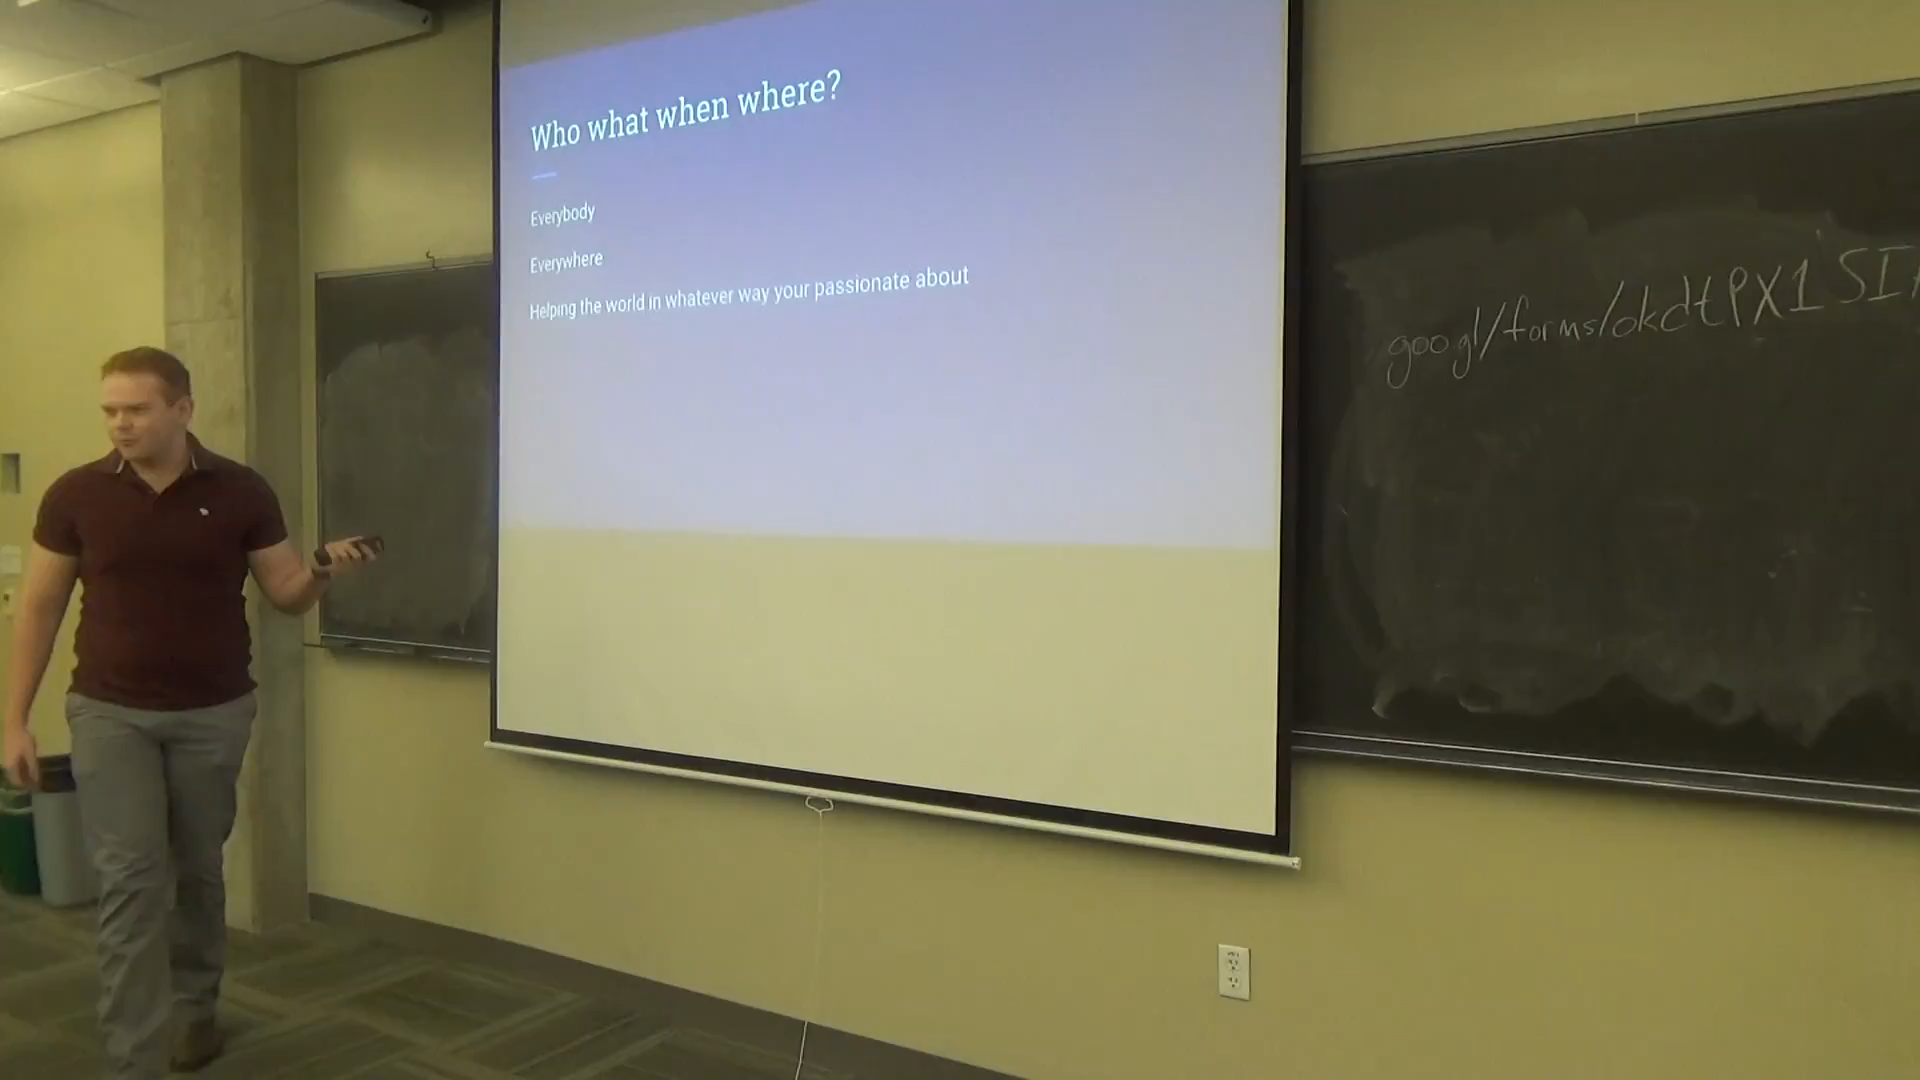 Who what when where?
Everybody
Everywhere
Helping the world in whatever way your passionate about
goo.gl/forms/okdtPX1SI